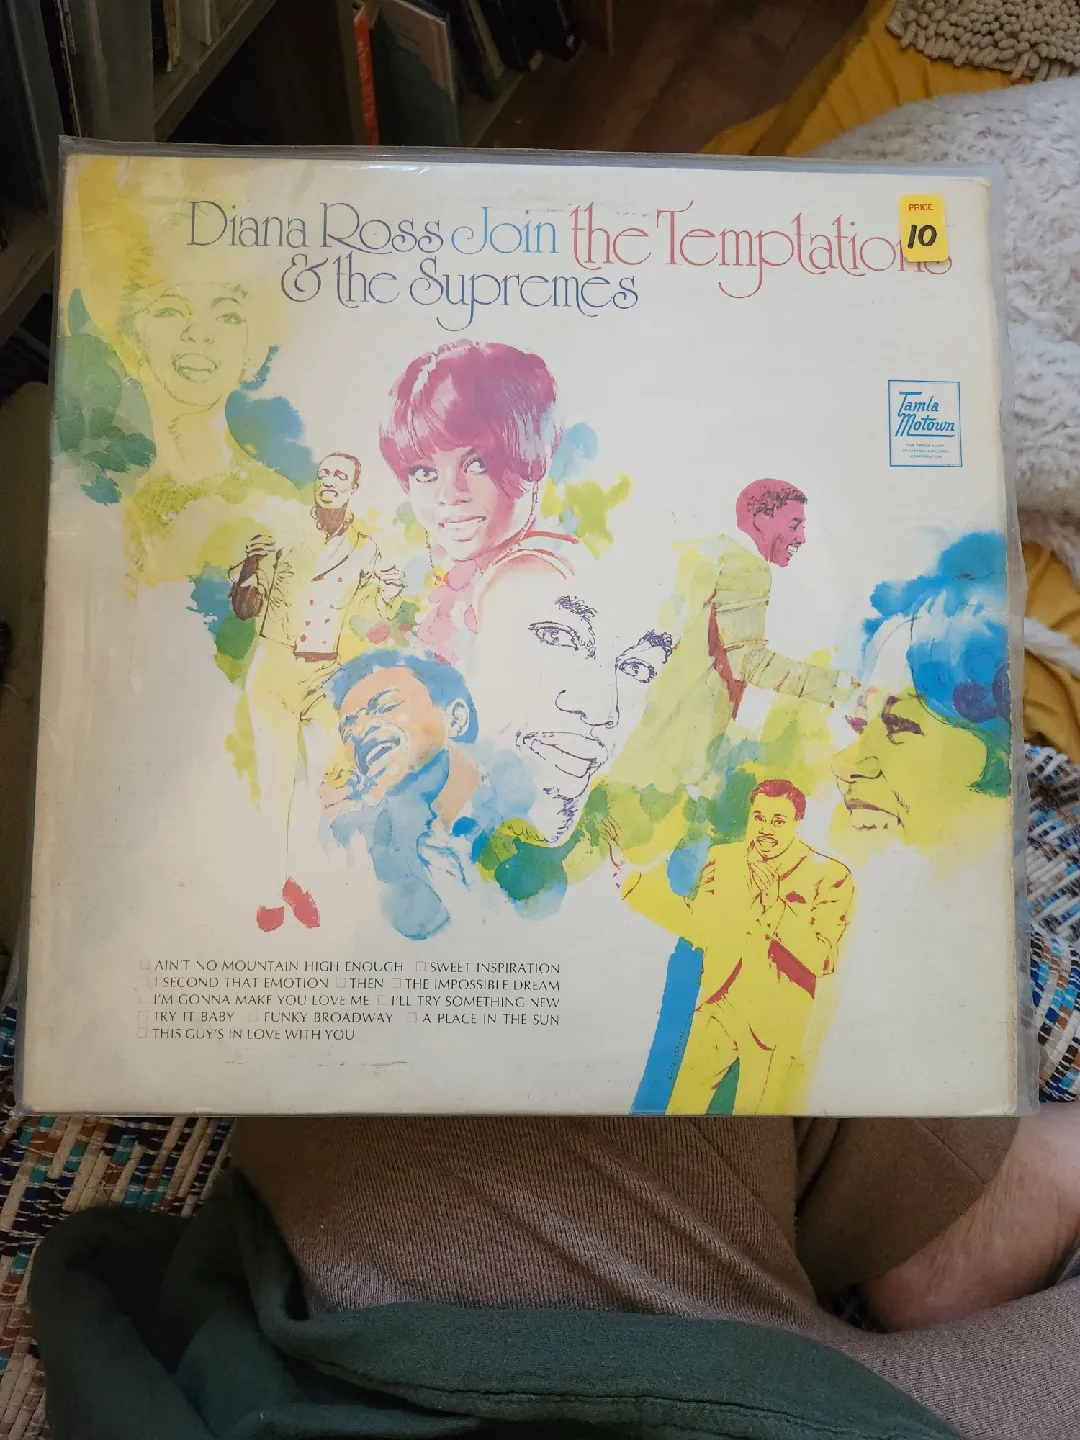 Diana Ross Join the Temptations
& the Supremes
PRICE
10
Tamla
Motown
AIN'T NO MOUNTAIN HIGH ENOUGH □ SWEET INSPIRATION
□ I SECOND THAT EMOTION □ THEN □ THE IMPOSSIBLE DREAM
□ I'M GONNA MAKE YOU LOVE ME □ I'LL TRY SOMETHING NEW
□ TRY IT BABY □ FUNKY BROADWAY □ A PLACE IN THE SUN
□ THIS GUY'S IN LOVE WITH YOU